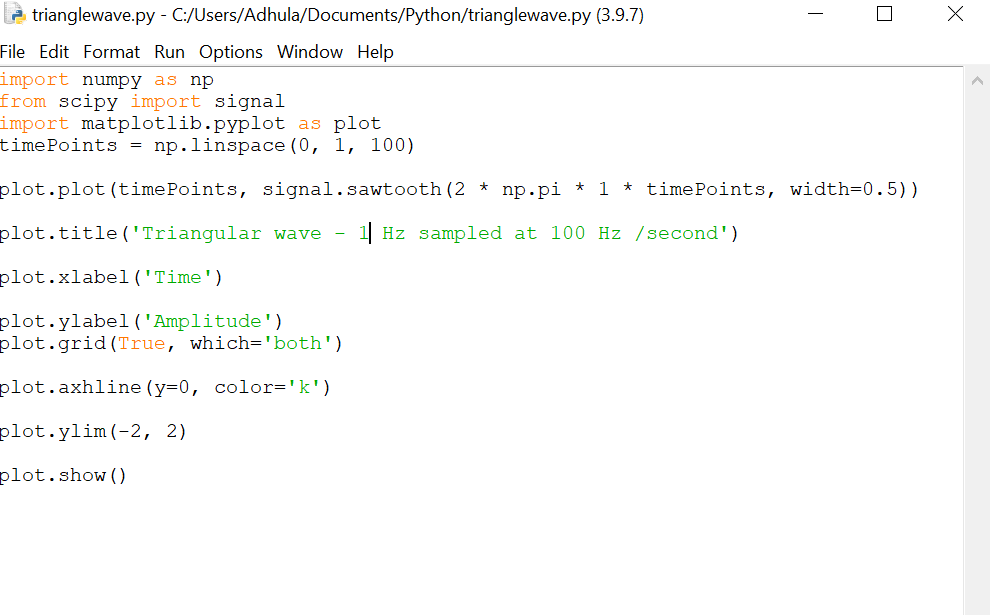 trianglewave.py - C:/Users/Adhula/Documents/Python/trianglewave.py (3.9.7)
File Edit Format Run Options Window Help
import numpy as np
from scipy import signal
import matplotlib.pyplot as plot
timePoints = np.linspace(0, 1, 100)
plot.plot(timePoints, signal.sawtooth(2 * np.pi * 1 * timePoints, width=0.5))
plot.title('Triangular wave - 1 Hz sampled at 100 Hz /second')
plot.xlabel('Time')
plot.ylabel('Amplitude')
plot.grid(True, which='both')
plot.axhline(y=0, color='k')
plot.ylim(-2, 2)
plot.show()